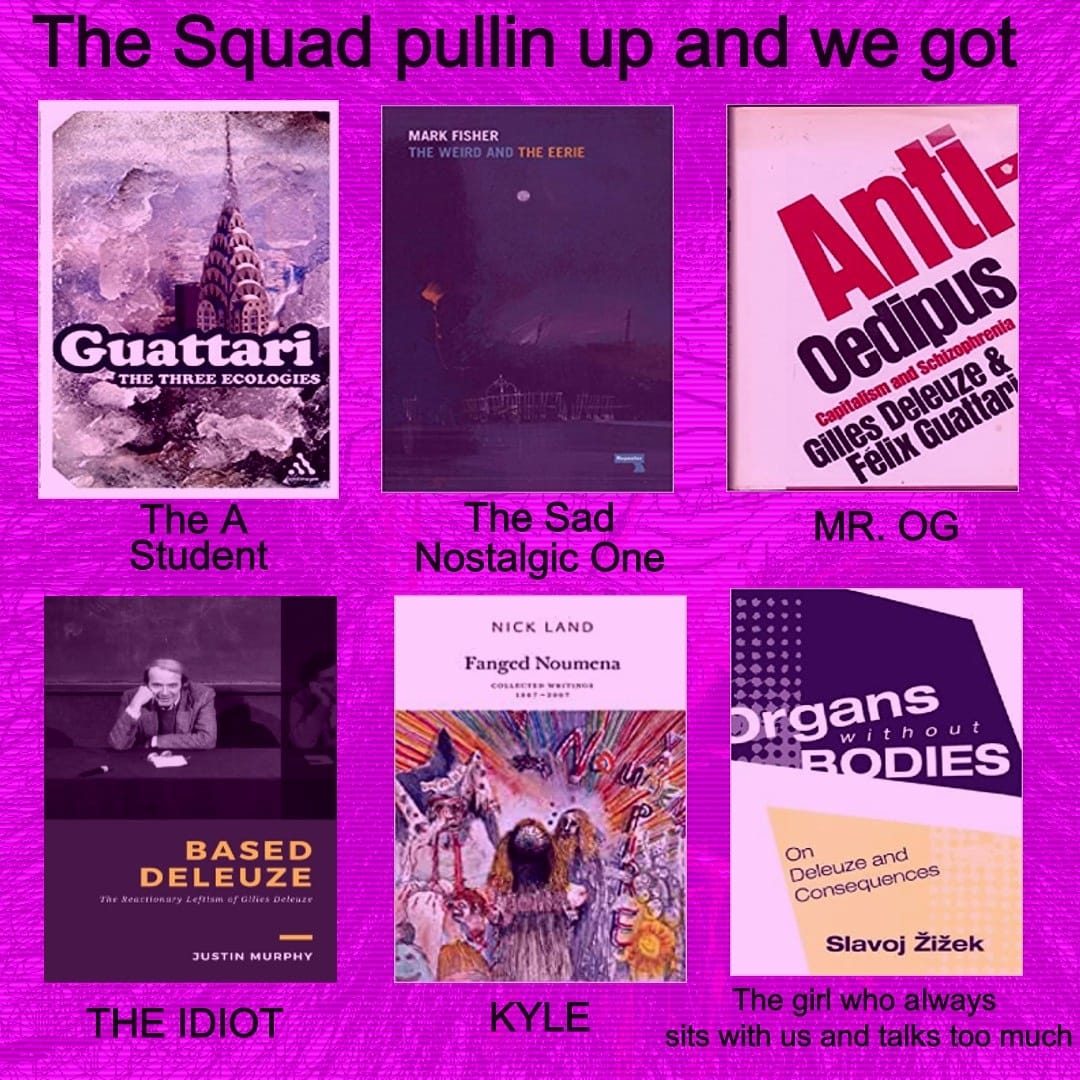 The Squad pullin up and we got
Guattari
THE THREE ECOLOGIES
The A
Student
MARK FISHER
THE WEIRD AND THE EERIE
Repeater
The Sad
Nostalgic One
Anti-
Oedipus
Capitalism and Schizophrenia
Gilles Deleuze &
Félix Guattari
MR. OG
BASED
DELEUZE
The Reactionary Leftism of Gilles Deleuze
JUSTIN MURPHY
THE IDIOT
NICK LAND
Fanged Noumena
COLLECTED WRITINGS
1987–2007
KYLE
Organs
without
BODIES
On
Deleuze and
Consequences
Slavoj Žižek
The girl who always
sits with us and talks too much